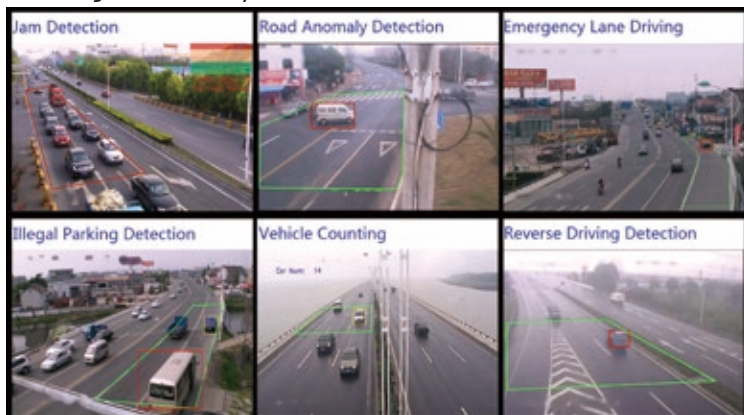 Jam Detection
Road Anomaly Detection
Emergency Lane Driving
Illegal Parking Detection
Vehicle Counting
Reverse Driving Detection
Car Num: 14